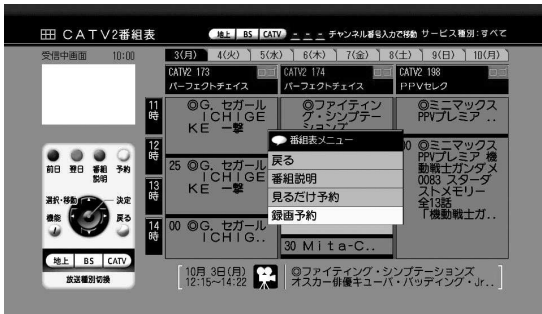 CATV2番組表
地上 BS CATV _ _ _ チャンネル番号入力で移動 サービス種別:すべて
受信中画面 10:00
3(月) 4(火) 5(水) 6(木) 7(金) 8(土) 9(日) 10(月)
CATV2 173
パーフェクトチェイス
CATV2 174
パーフェクトチェイス
CATV2 198
PPVセレク
11時
◎G. セガール
ICHIGE
KE 一撃
◎ファイティン
グ・シンプテー
ションズ
◎ミニマックス
PPVプレミア ..
12時
25 ◎G. セガール
ICHIGE
KE 一撃
13時
14時
00 ◎G. セガール
ICHIG..
番組表メニュー
戻る
番組説明
見るだけ予約
録画予約
30 Mita-C..
00 ◎ミニマックス
PPVプレミア 機
動戦士ガンダメ
0083 スターダ
ストメモリー
全13話
「機動戦士ガ..
前日 翌日 番組説明 予約
選択・移動 決定
機能 戻る
地上 BS CATV
放送種別切換
10月 3日(月)
12:15~14:22
◎ファイティング・シンプテーションズ
オスカー俳優キューバ・バッディング・Jr..